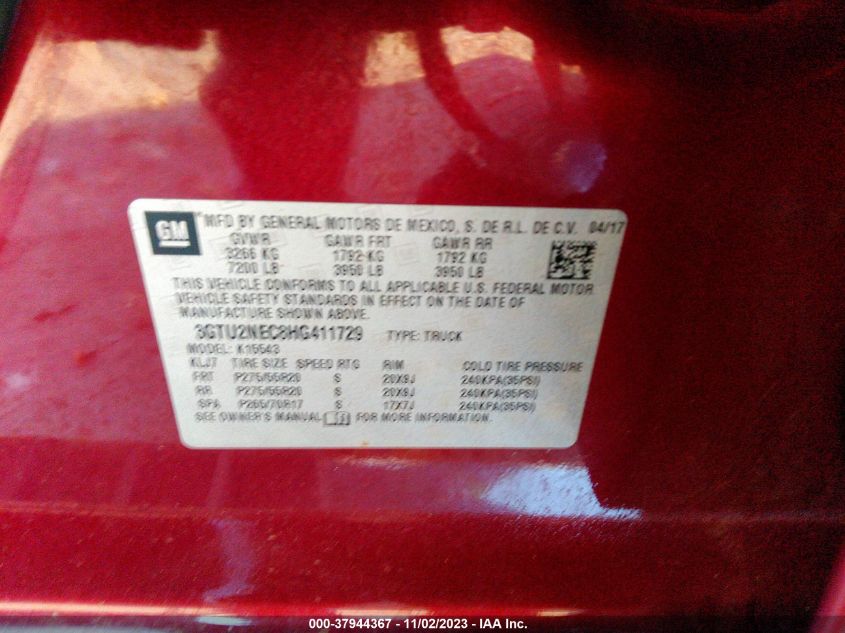 GM
®MFD BY GENERAL MOTORS DE MEXICO, S. DE R.L. DE C.V. 04/17
GVWR GAWR FRT GAWR RR
3266 KG 1792 KG 1792 KG
7200 LB 3950 LB 3950 LB
THIS VEHICLE CONFORMS TO ALL APPLICABLE U.S. FEDERAL MOTOR
VEHICLE SAFETY STANDARDS IN EFFECT ON THE DATE OF
MANUFACTURE SHOWN ABOVE.
3GTU2NEC8HG411729 TYPE: TRUCK
MODEL: K15543
KLJT TIRE SIZE SPEED RTG RIM COLD TIRE PRESSURE
FRT P275/55R20 S 20X9J 240KPA(35PSI)
RR P275/55R20 S 20X9J 240KPA(35PSI)
SPA P265/70R17 S 17X7J 240KPA(35PSI)
SEE OWNER'S MANUAL FOR MORE INFORMATION.
000-37944367 - 11/02/2023 - IAA Inc.